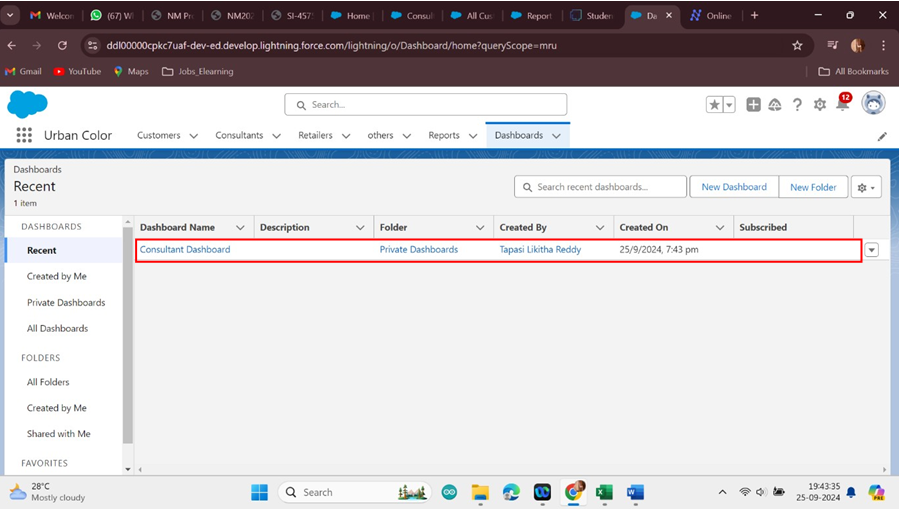 Welcom
(67) W
NM Pr
NM202
SI-457
Home
Consul
All Cus
Report
Studen
Da
Online
ddl00000cpkc7uaf-dev-ed.develop.lightning.force.com/lightning/o/Dashboard/home?queryScope=mru
Gmail YouTube Maps Jobs_Elearning All Bookmarks
Search... 12
Urban Color Customers Consultants Retailers others Reports Dashboards
Dashboards
Recent
1 item
Search recent dashboards... New Dashboard New Folder
DASHBOARDS
Recent
Created by Me
Private Dashboards
All Dashboards
FOLDERS
All Folders
Created by Me
Shared with Me
FAVORITES
Dashboard Name Description Folder Created By Created On Subscribed
Consultant Dashboard Private Dashboards Tapasi Likitha Reddy 25/9/2024, 7:43 pm
28°C
Mostly cloudy
Search
19:43:35
25-09-2024
PRE